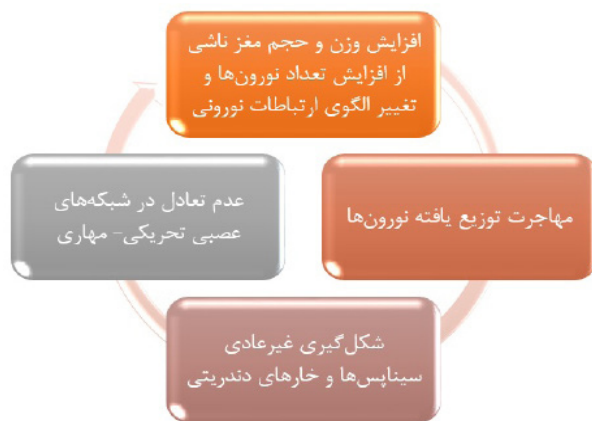 افزایش وزن و حجم مغز ناشی
از افزایش تعداد نورون‌ها و
تغییر الگوی ارتباطات نورونی
مهاجرت توزیع یافته نورون‌ها
شکل‌گیری غیرعادی
سیناپس‌ها و خارهای دندریتی
عدم تعادل در شبکه‌های
عصبی تحریکی- مهاری